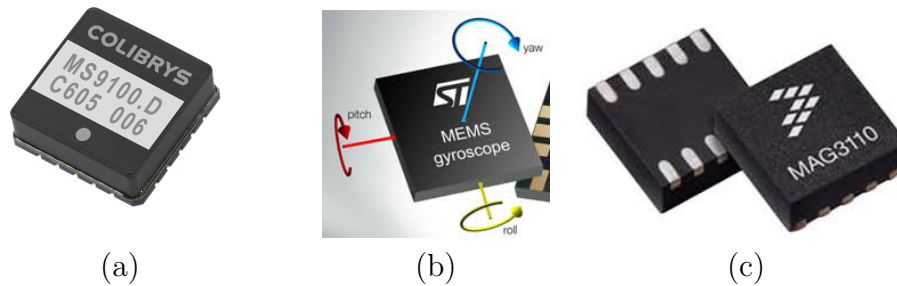 COLIBRYS
MS9100.D
C605 006
(a)
yaw
pitch
ST
MEMS
gyroscope
roll
(b)
MAG3110
(c)